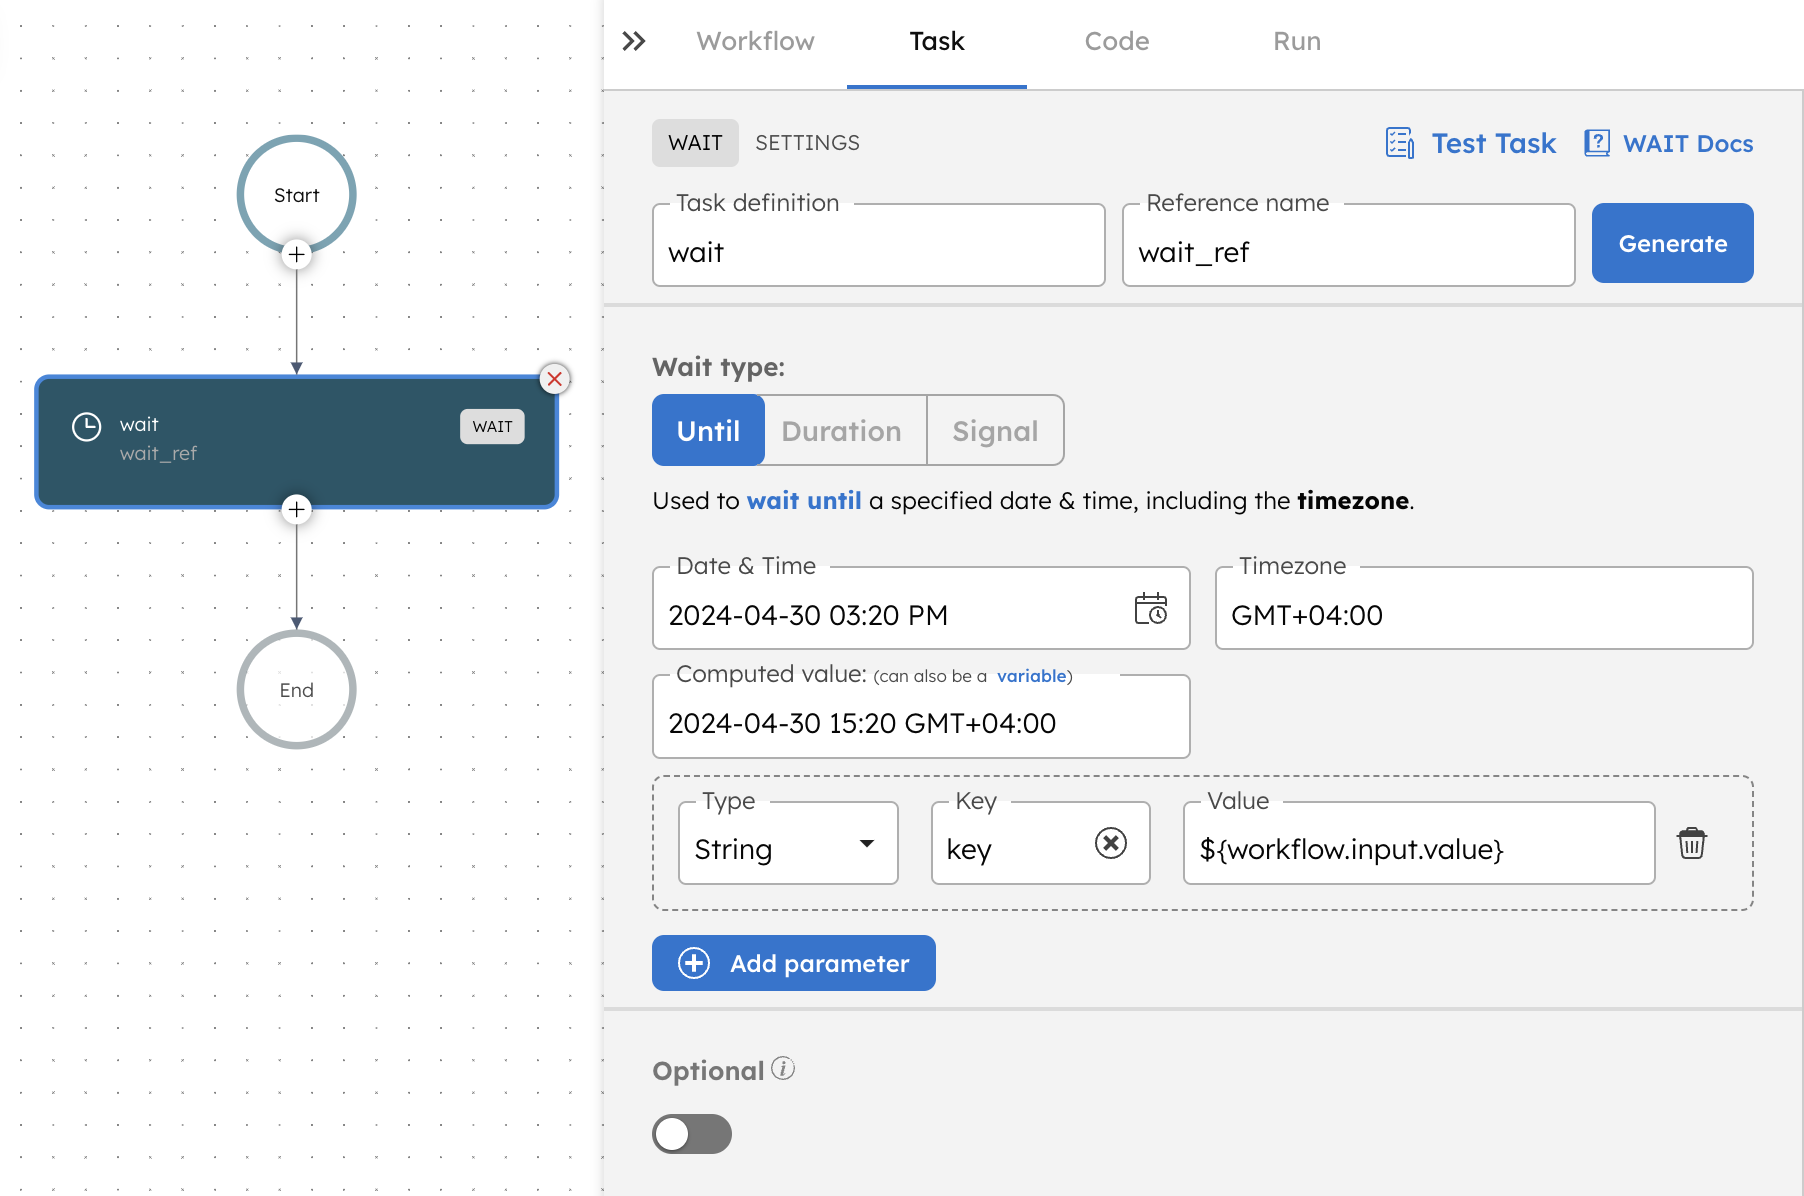 Start
wait
wait_ref
WAIT
End
Workflow Task Code Run
WAIT SETTINGS Test Task WAIT Docs
Task definition
wait
Reference name
wait_ref
Generate
Wait type:
Until Duration Signal
Used to wait until a specified date & time, including the timezone.
Date & Time
2024-04-30 03:20 PM
Timezone
GMT+04:00
Computed value: (can also be a variable)
2024-04-30 15:20 GMT+04:00
Type
String
Key
key
Value
${workflow.input.value}
Add parameter
Optional